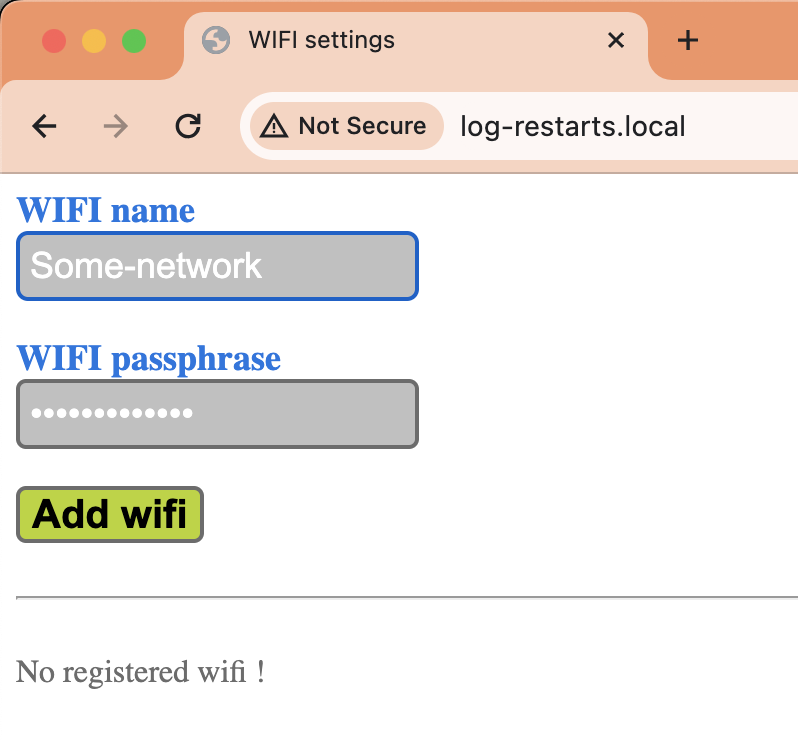 WIFI settings
Not Secure log-restarts.local
WIFI name
Some-network
WIFI passphrase
•••••••••••••
Add wifi
No registered wifi !